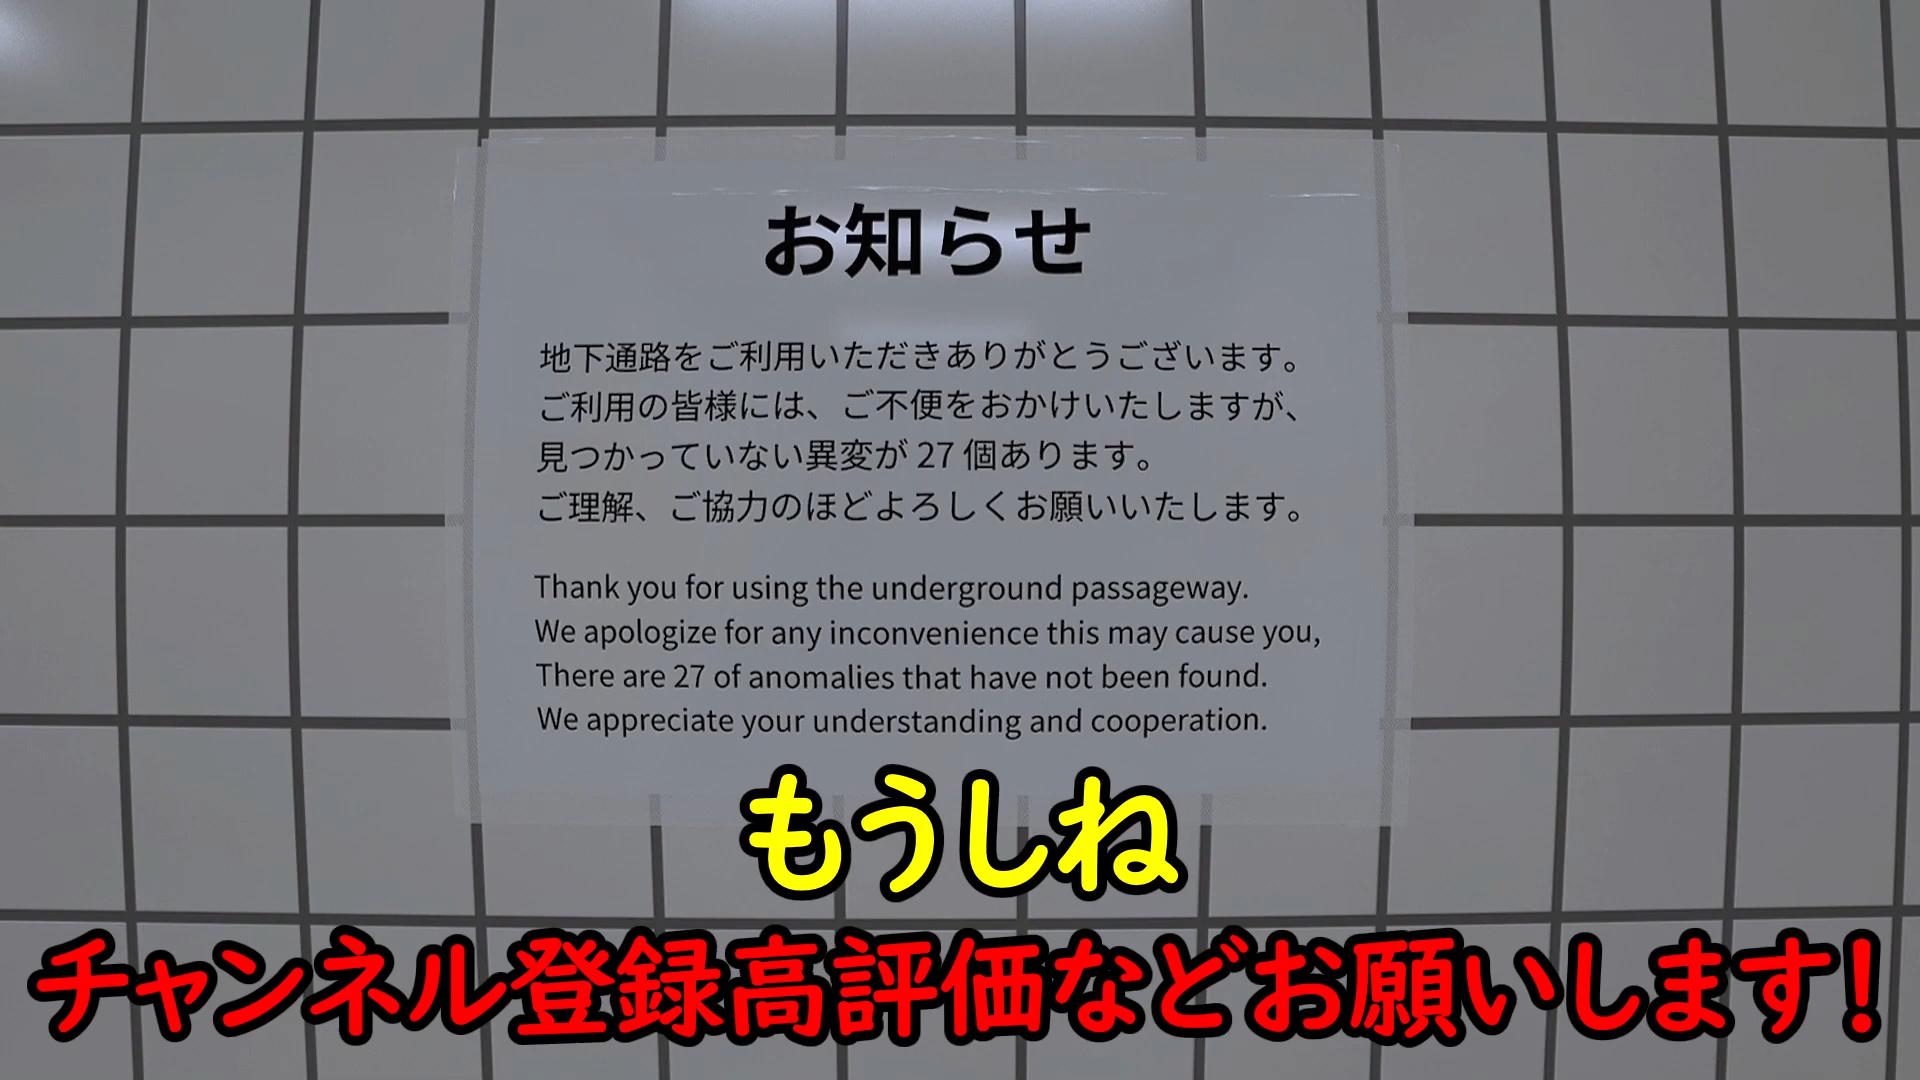 お知らせ
地下通路をご利用いただきありがとうございます。
ご利用の皆様には、ご不便をおかけいたしますが、
見つかっていない異変が 27 個あります。
ご理解、ご協力のほどよろしくお願いいたします。
Thank you for using the underground passageway.
We apologize for any inconvenience this may cause you,
There are 27 of anomalies that have not been found.
We appreciate your understanding and cooperation.
もうしね
チャンネル登録高評価などお願いします!